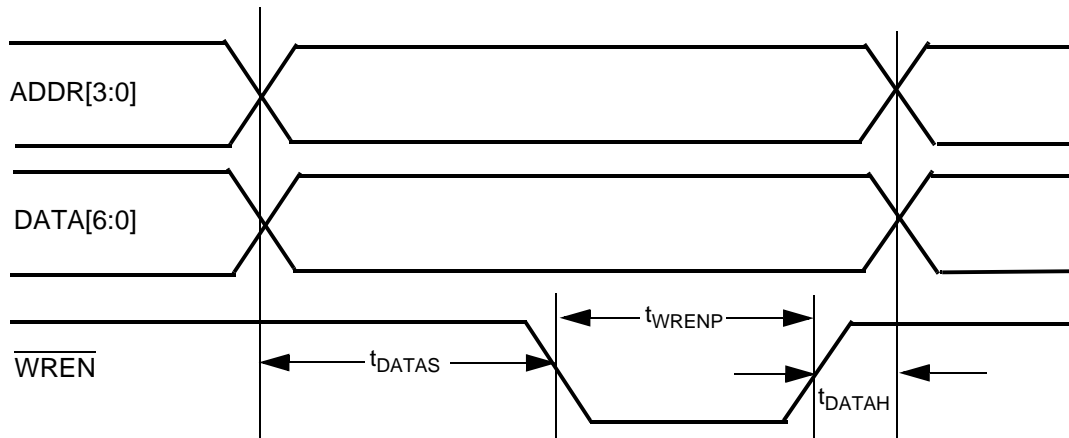 ADDR[3:0]
DATA[6:0]
tWRENP
WREN
tDATAS
tDATAH